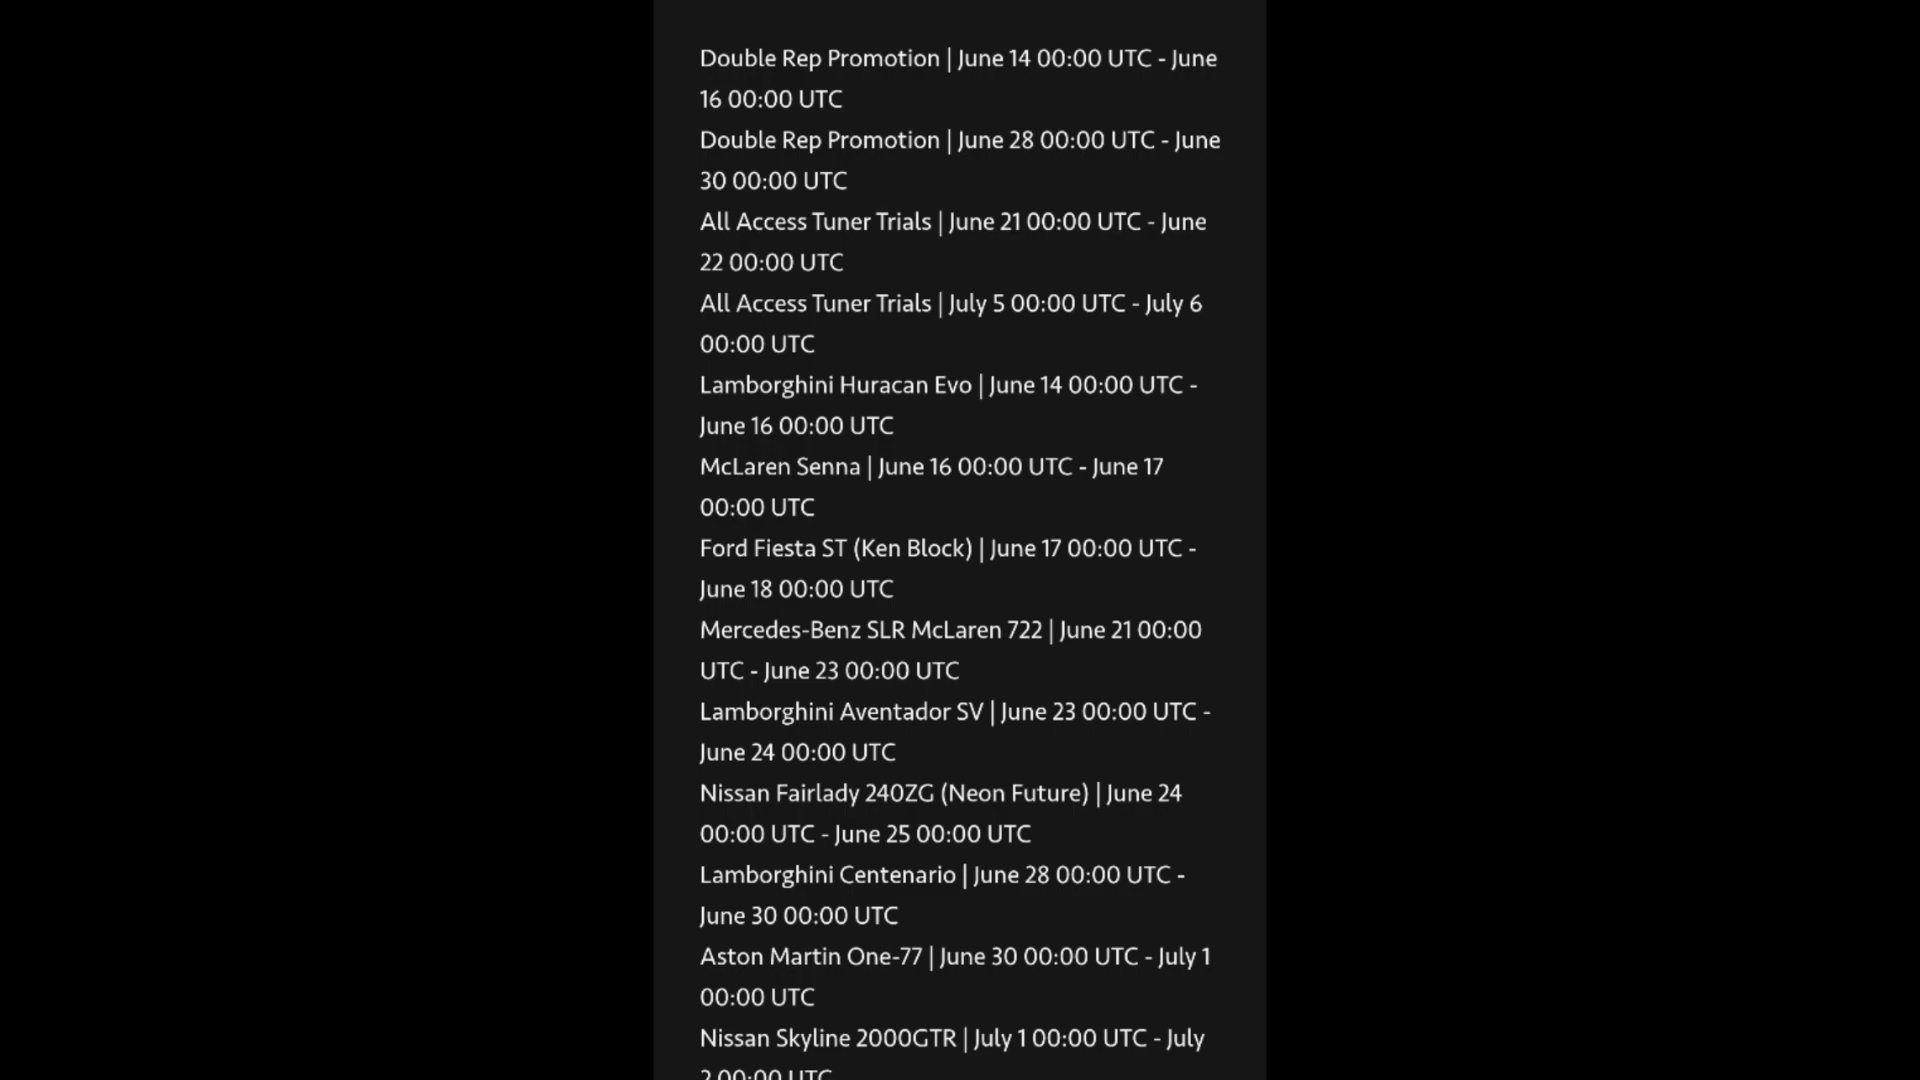 Double Rep Promotion | June 14 00:00 UTC - June
16 00:00 UTC
Double Rep Promotion | June 28 00:00 UTC - June
30 00:00 UTC
All Access Tuner Trials | June 21 00:00 UTC - June
22 00:00 UTC
All Access Tuner Trials | July 5 00:00 UTC - July 6
00:00 UTC
Lamborghini Huracan Evo | June 14 00:00 UTC -
June 16 00:00 UTC
McLaren Senna | June 16 00:00 UTC - June 17
00:00 UTC
Ford Fiesta ST (Ken Block) | June 17 00:00 UTC -
June 18 00:00 UTC
Mercedes-Benz SLR McLaren 722 | June 21 00:00
UTC - June 23 00:00 UTC
Lamborghini Aventador SV | June 23 00:00 UTC -
June 24 00:00 UTC
Nissan Fairlady 240ZG (Neon Future) | June 24
00:00 UTC - June 25 00:00 UTC
Lamborghini Centenario | June 28 00:00 UTC -
June 30 00:00 UTC
Aston Martin One-77 | June 30 00:00 UTC - July 1
00:00 UTC
Nissan Skyline 2000GTR | July 1 00:00 UTC - July
2 00:00 UTC